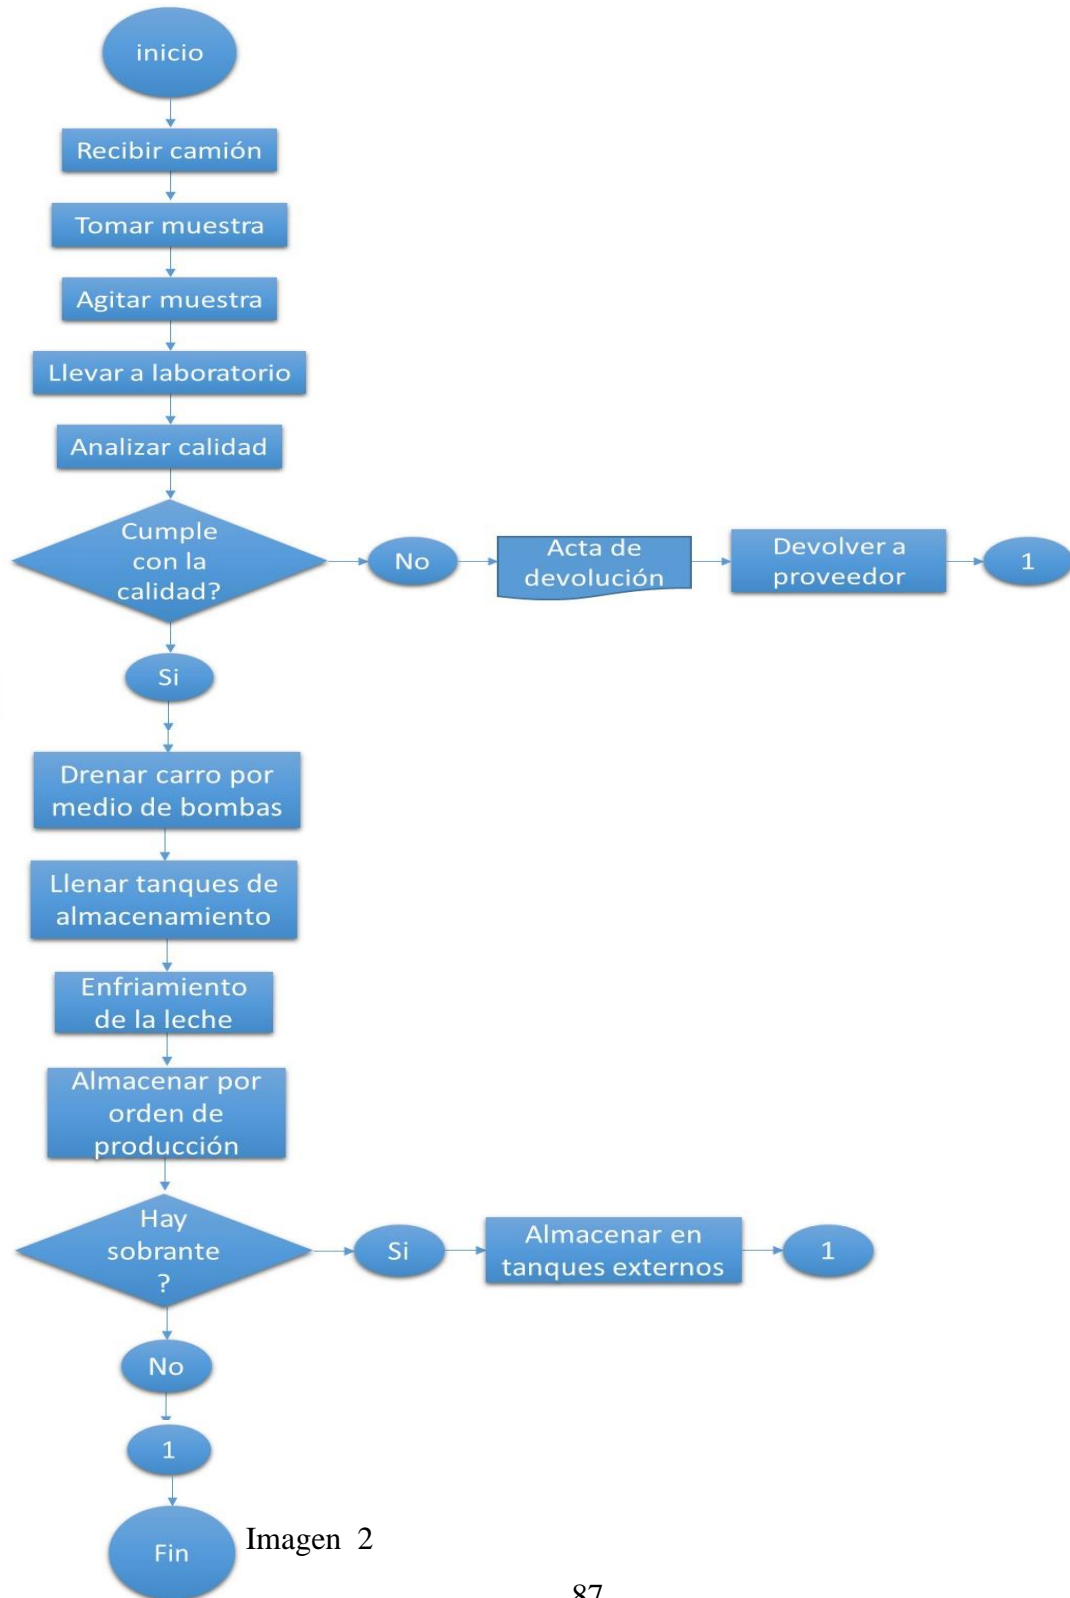 inicio
Recibir camión
Tomar muestra
Agitar muestra
Llevar a laboratorio
Analizar calidad
Cumple
con la
calidad?
No
Acta de
devolución
Devolver a
proveedor
1
Si
Drenar carro por
medio de bombas
Llenar tanques de
almacenamiento
Enfriamiento
de la leche
Almacenar por
orden de
producción
Hay
sobrante
?
Si
Almacenar en
tanques externos
1
No
1
Fin
Imagen 2
87